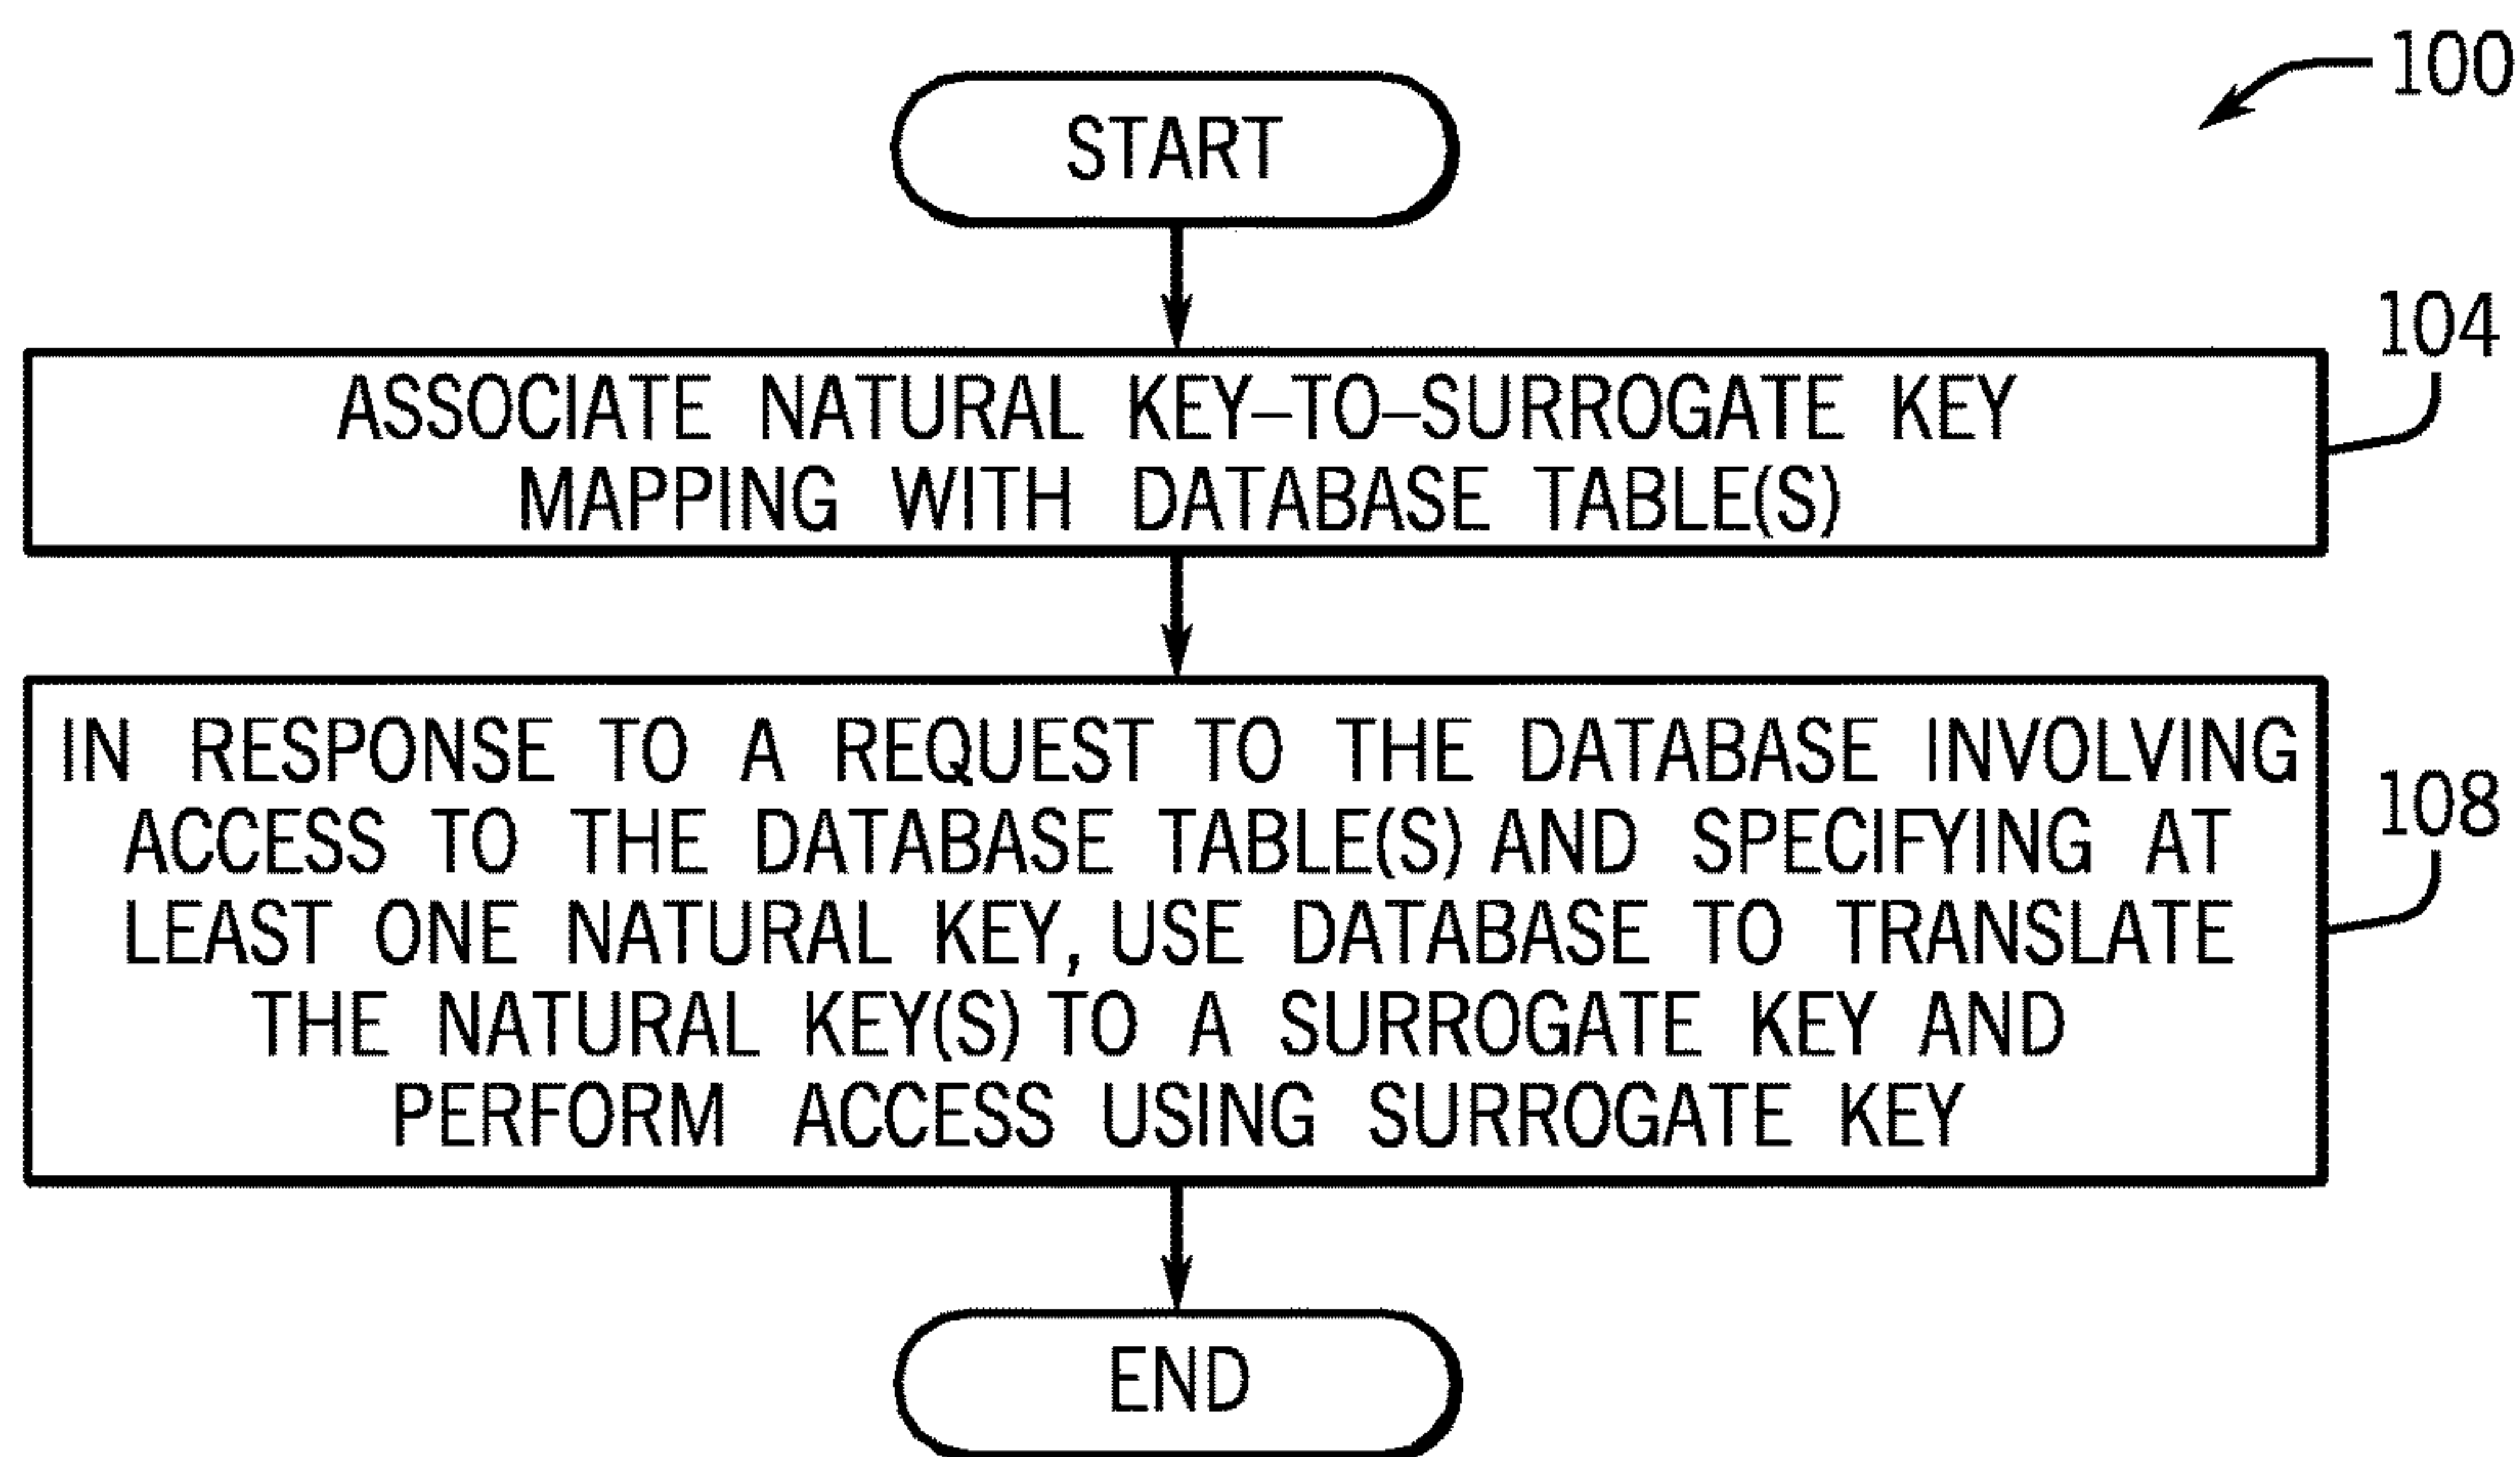 100
START
104
ASSOCIATE NATURAL KEY–TO–SURROGATE KEY
MAPPING WITH DATABASE TABLE(S)
IN RESPONSE TO A REQUEST TO THE DATABASE INVOLVING
ACCESS TO THE DATABASE TABLE(S) AND SPECIFYING AT
LEAST ONE NATURAL KEY, USE DATABASE TO TRANSLATE
THE NATURAL KEY(S) TO A SURROGATE KEY AND
PERFORM ACCESS USING SURROGATE KEY
108
END